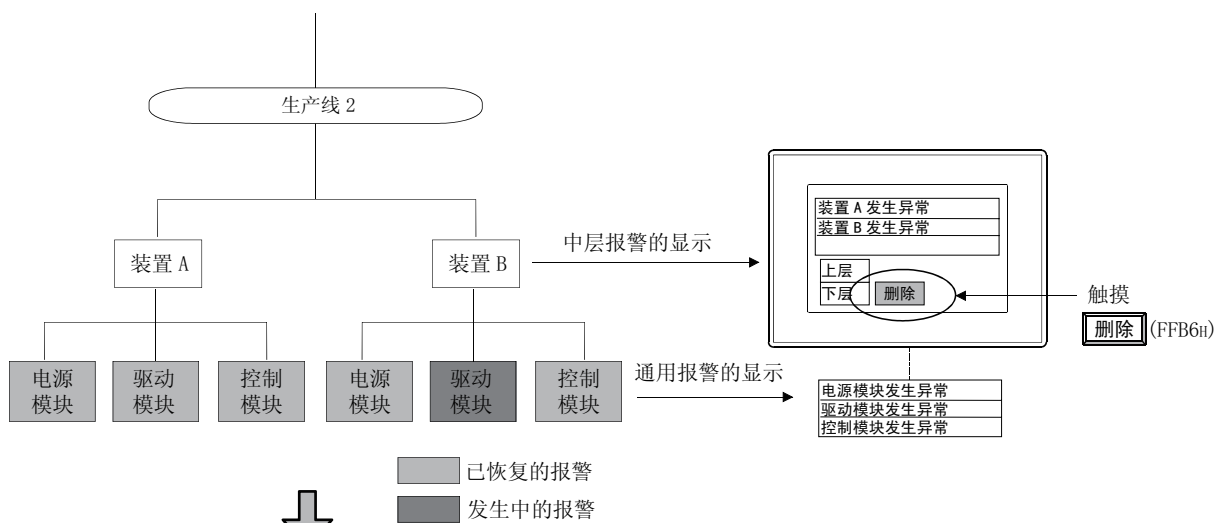 生产线 2
装置 A
装置 B
中层报警的显示
装置 A 发生异常
装置 B 发生异常
上层
下层
删除
触摸
删除 (FFB6H)
电源
模块
驱动
模块
控制
模块
电源
模块
驱动
模块
控制
模块
通用报警的显示
电源模块发生异常
驱动模块发生异常
控制模块发生异常
已恢复的报警
发生中的报警